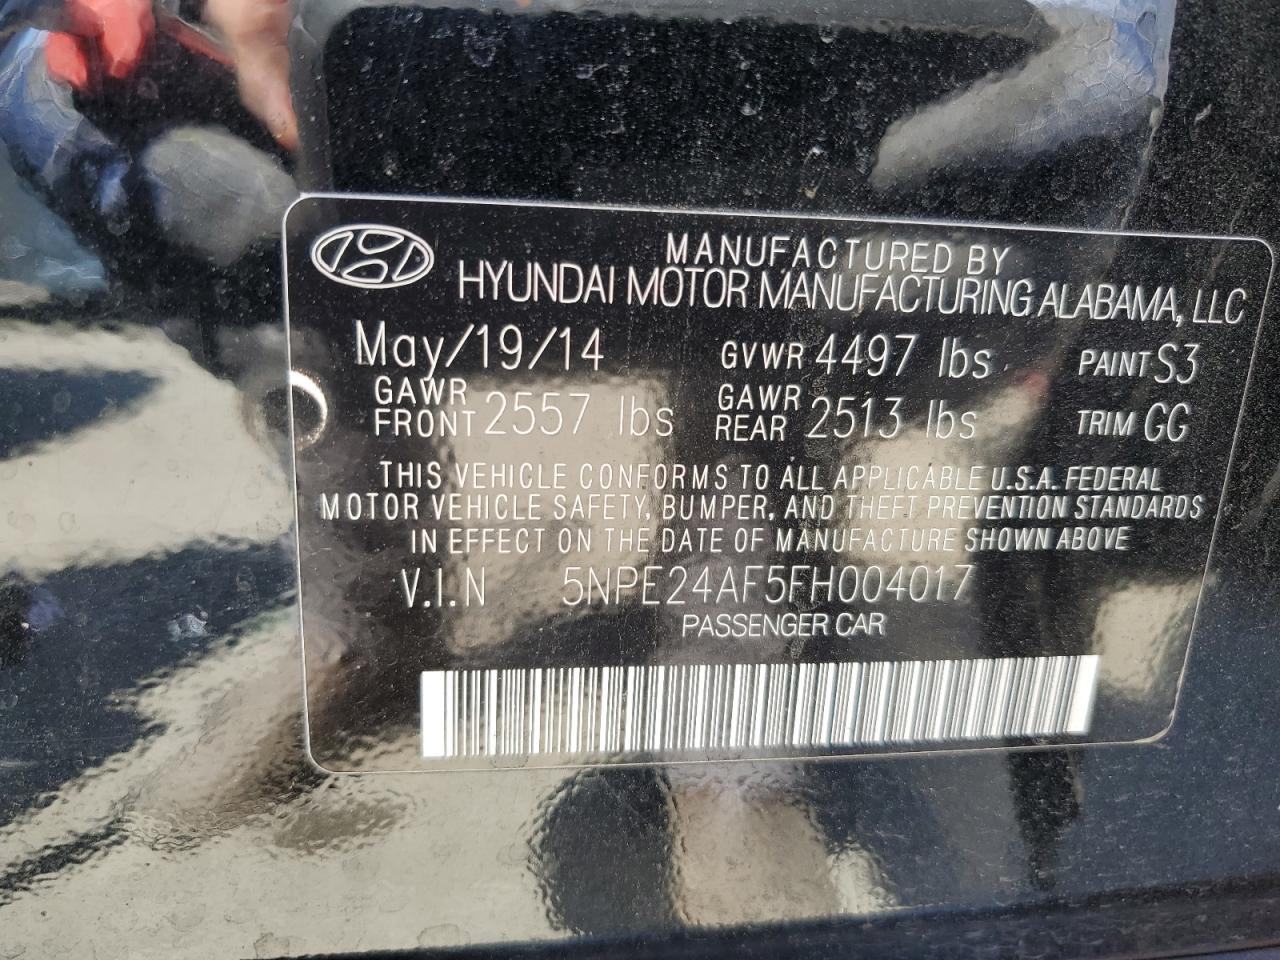 MANUFACTURED BY
HYUNDAI MOTOR MANUFACTURING ALABAMA, LLC
May/19/14 GVWR 4497 lbs PAINT S3
GAWR FRONT 2557 lbs GAWR REAR 2513 lbs TRIM GG
THIS VEHICLE CONFORMS TO ALL APPLICABLE U.S.A. FEDERAL
MOTOR VEHICLE SAFETY, BUMPER, AND THEFT PREVENTION STANDARDS
IN EFFECT ON THE DATE OF MANUFACTURE SHOWN ABOVE
V.I.N 5NPE24AF5FH004017
PASSENGER CAR